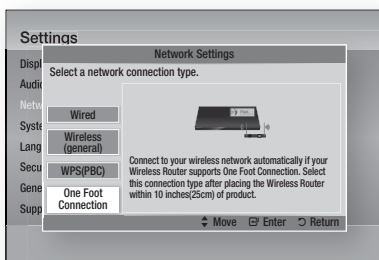 Settings
Network Settings
Displ
Select a network connection type.
Audio
Netw
Wired
Syste
Wireless
(general)
Lang
Secu
WPS(PBC)
Gene
One Foot
Connection
Supp
Connect to your wireless network automatically if your
Wireless Router supports One Foot Connection. Select
this connection type after placing the Wireless Router
within 10 inches(25cm) of product.
Move Enter Return